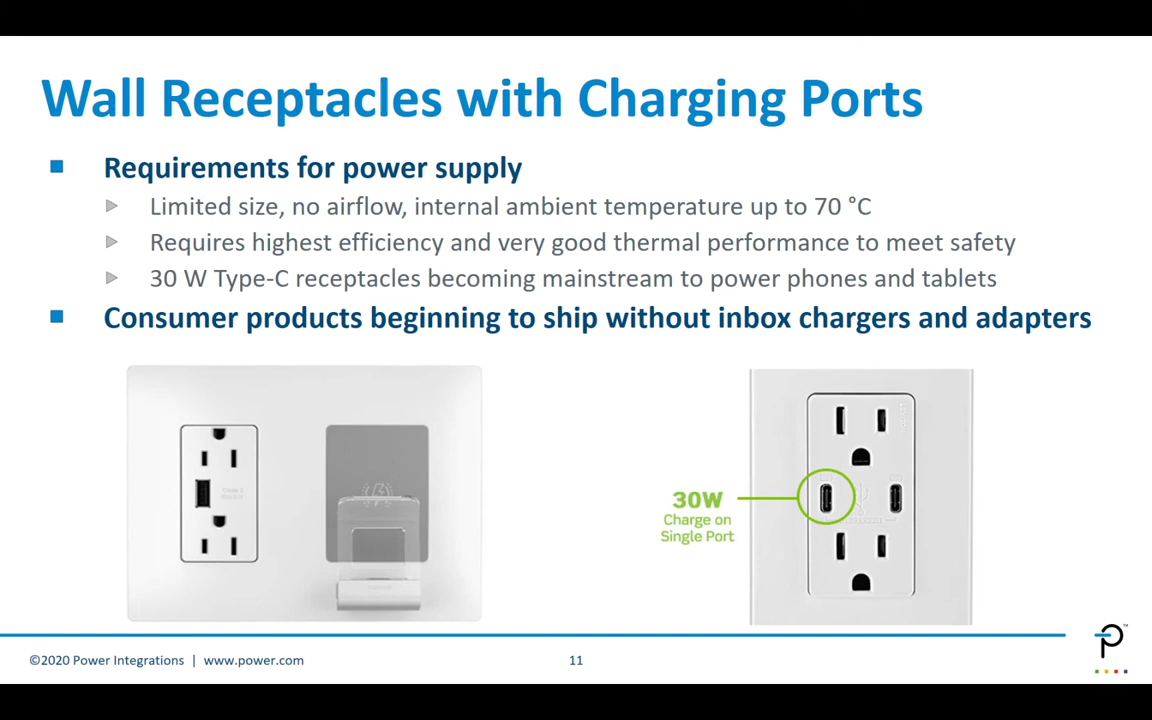 Wall Receptacles with Charging Ports
Requirements for power supply
Limited size, no airflow, internal ambient temperature up to 70 °C
Requires highest efficiency and very good thermal performance to meet safety
30 W Type-C receptacles becoming mainstream to power phones and tablets
Consumer products beginning to ship without inbox chargers and adapters
30W
Charge on
Single Port
©2020 Power Integrations | www.power.com
11
TM